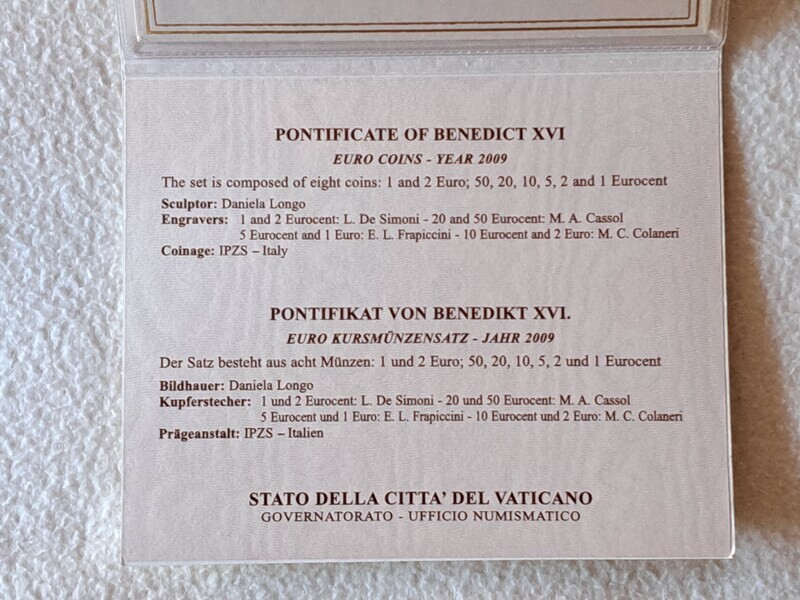 PONTIFICATE OF BENEDICT XVI
EURO COINS - YEAR 2009
The set is composed of eight coins: 1 and 2 Euro; 50, 20, 10, 5, 2 and 1 Eurocent
Sculptor: Daniela Longo
Engravers: 1 and 2 Eurocent: L. De Simoni - 20 and 50 Eurocent: M. A. Cassol
5 Eurocent and 1 Euro: E. L. Frapiccini - 10 Eurocent and 2 Euro: M. C. Colaneri
Coinage: IPZS – Italy
PONTIFIKAT VON BENEDIKT XVI.
EURO KURSMÜNZENSATZ - JAHR 2009
Der Satz besteht aus acht Münzen: 1 und 2 Euro; 50, 20, 10, 5, 2 und 1 Eurocent
Bildhauer: Daniela Longo
Kupferstecher: 1 und 2 Eurocent: L. De Simoni - 20 und 50 Eurocent: M. A. Cassol
5 Eurocent und 1 Euro: E. L. Frapiccini - 10 Eurocent und 2 Euro: M. C. Colaneri
Prägeanstalt: IPZS – Italien
STATO DELLA CITTA' DEL VATICANO
GOVERNATORATO - UFFICIO NUMISMATICO